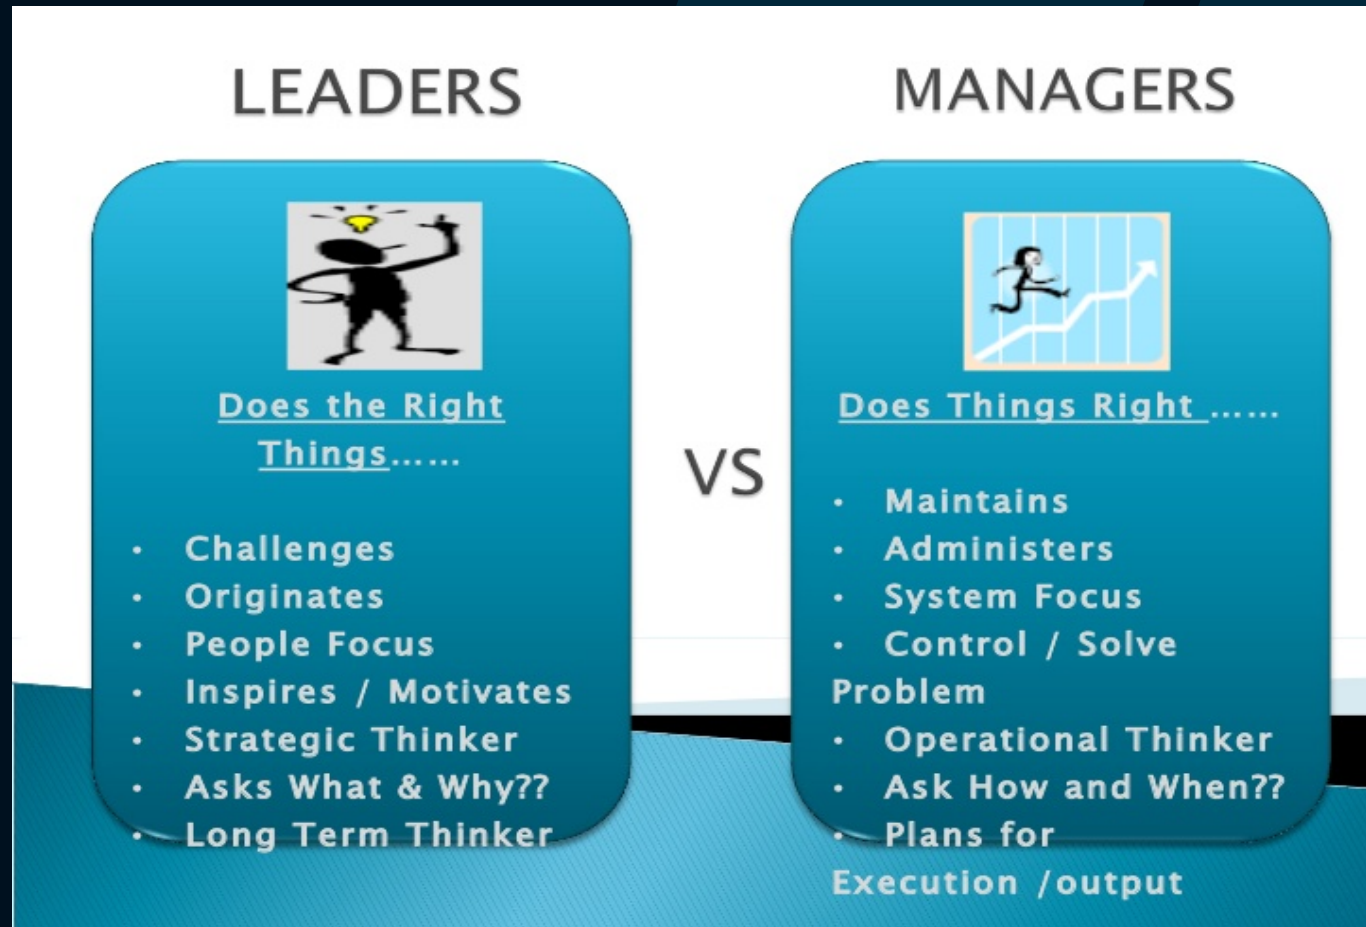 LEADERS
Does the Right
Things......
• Challenges
• Originates
• People Focus
• Inspires / Motivates
• Strategic Thinker
• Asks What & Why??
• Long Term Thinker
VS
MANAGERS
Does Things Right ......
• Maintains
• Administers
• System Focus
• Control / Solve
Problem
• Operational Thinker
• Ask How and When??
• Plans for
Execution /output